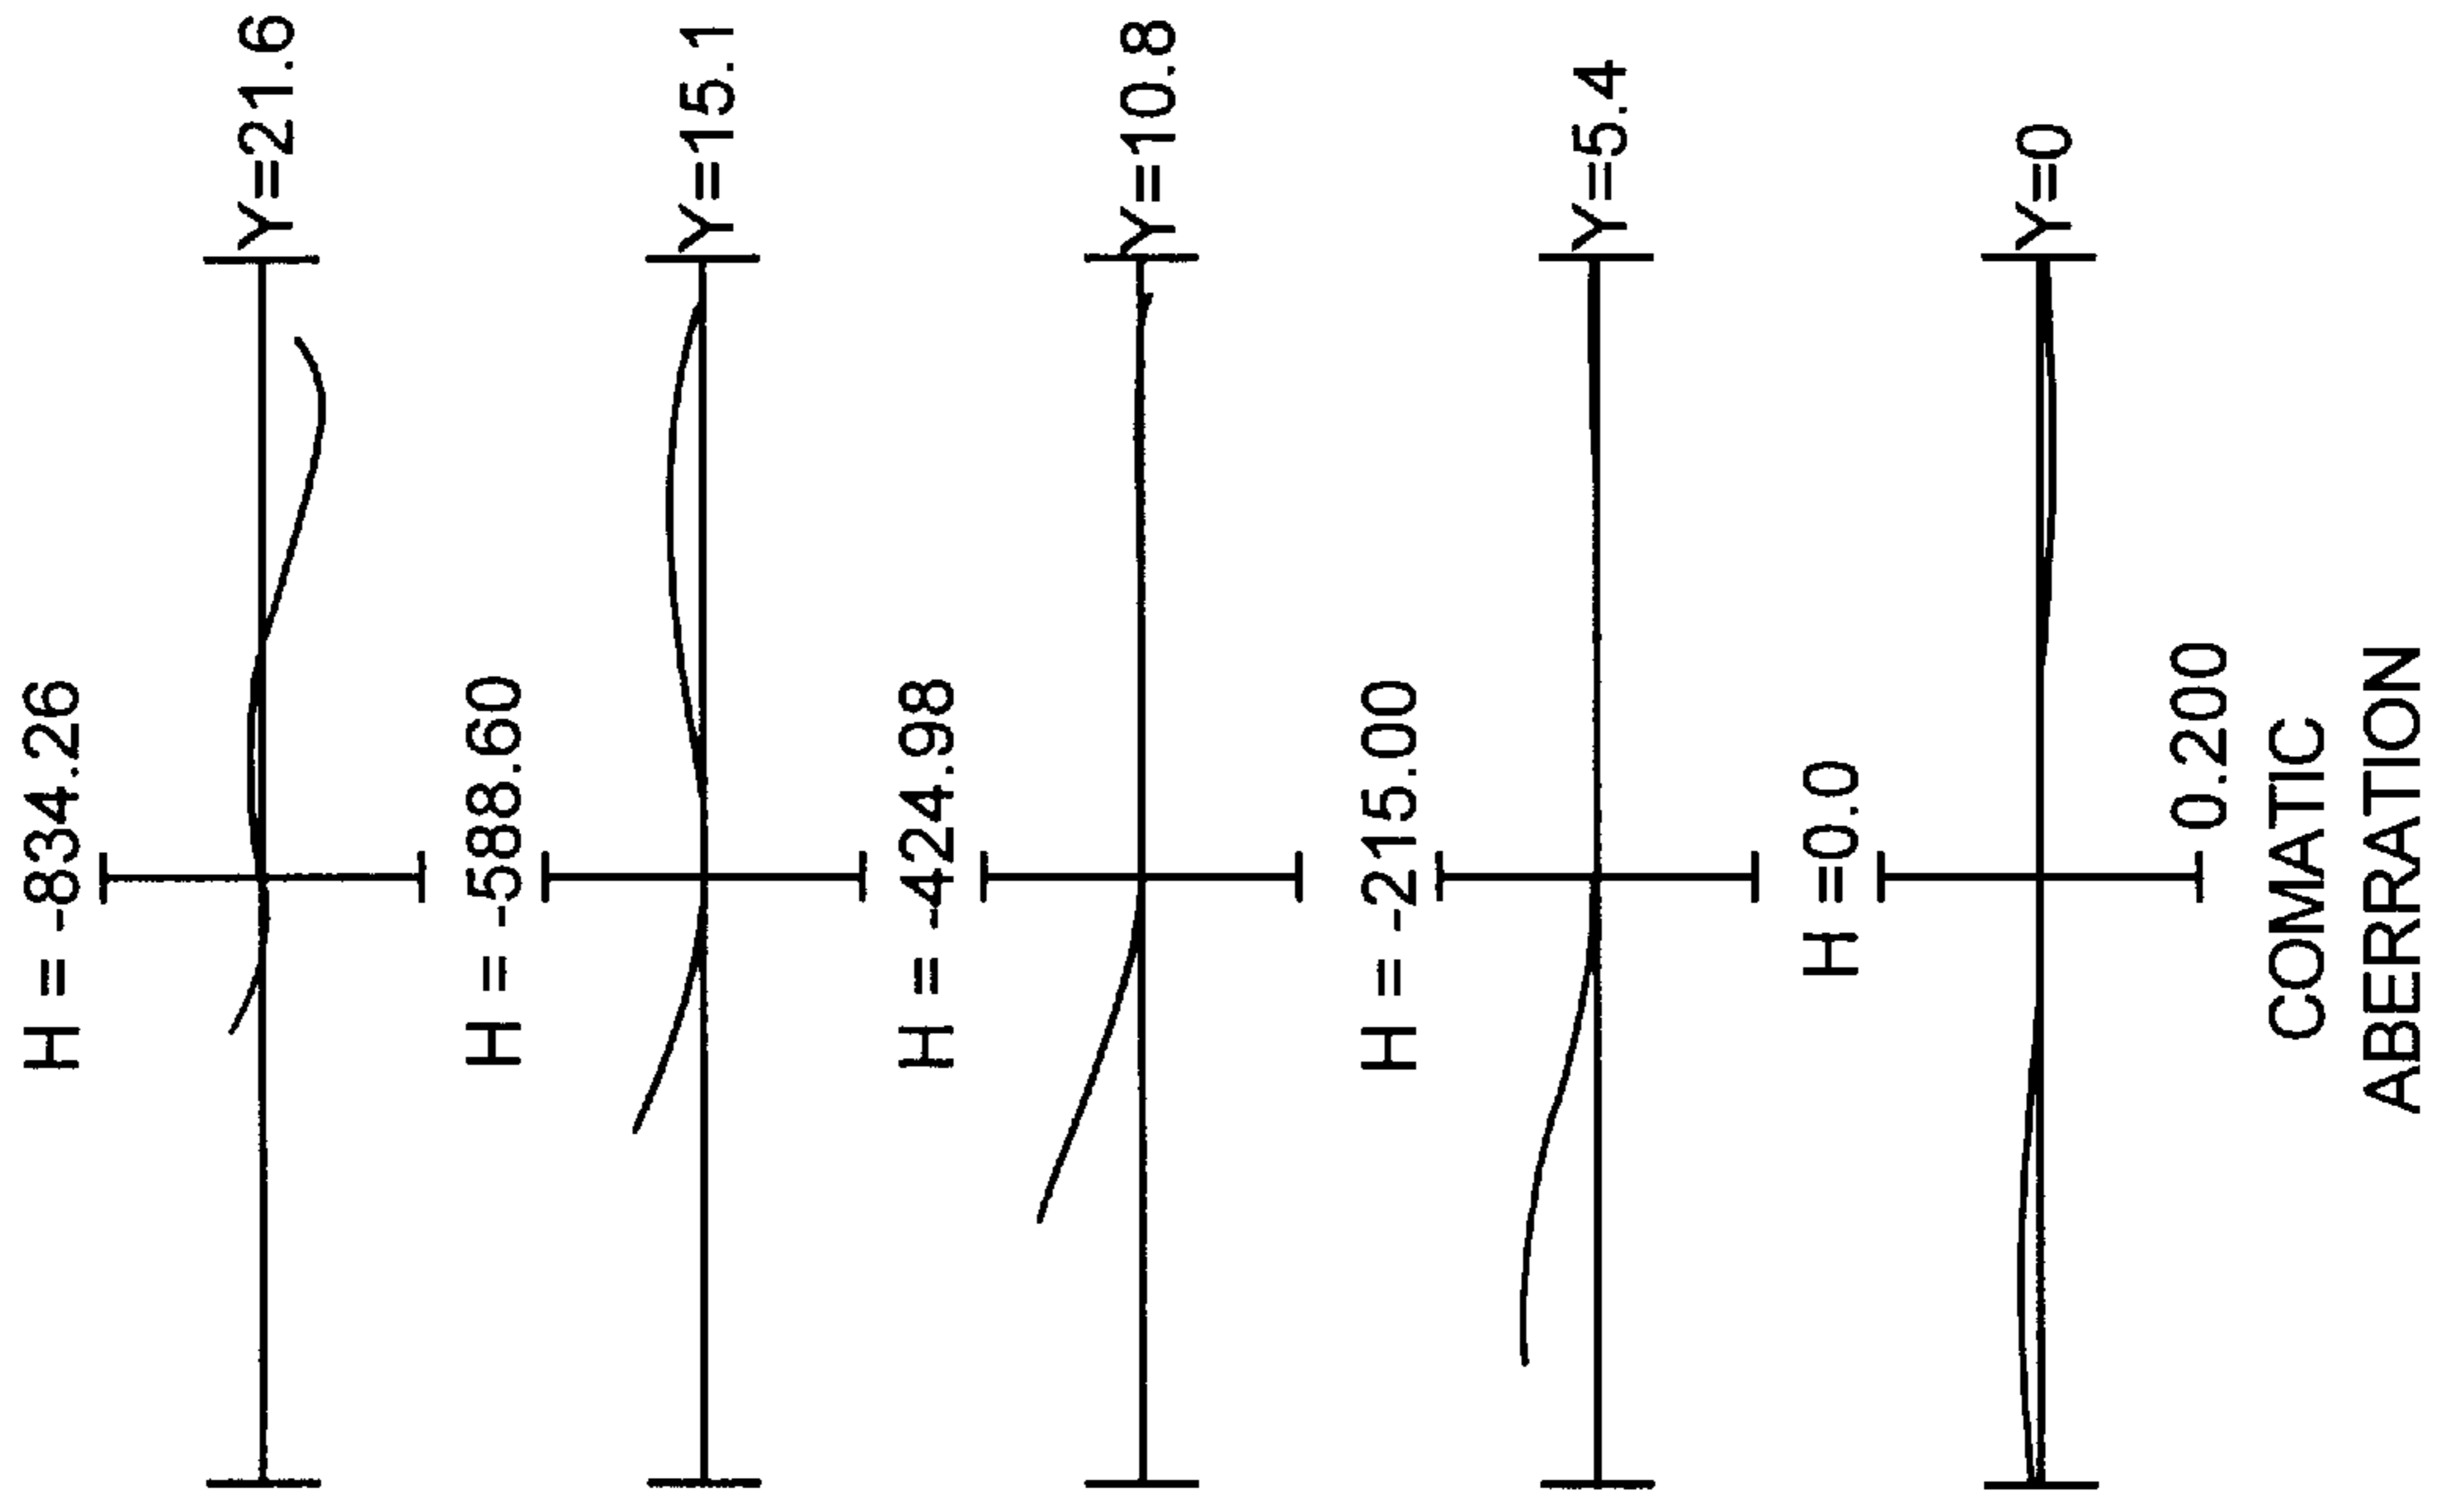 H = -834.26
Y=21.6
H = -588.60
Y=15.1
H = -424.98
Y=10.8
H = -215.00
Y=5.4
H =0.0
Y=0
0.200
COMATIC
ABERRATION